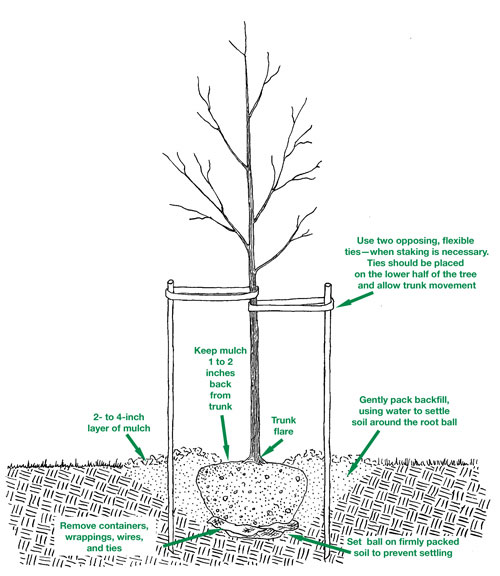 Use two opposing, flexible
ties—when staking is necessary.
Ties should be placed
on the lower half of the tree
and allow trunk movement
Keep mulch
1 to 2
inches
back
from
trunk
2- to 4-inch
layer of mulch
Trunk
flare
Gently pack backfill,
using water to settle
soil around the root ball
Remove containers,
wrappings, wires,
and ties
Set ball on firmly packed
soil to prevent settling